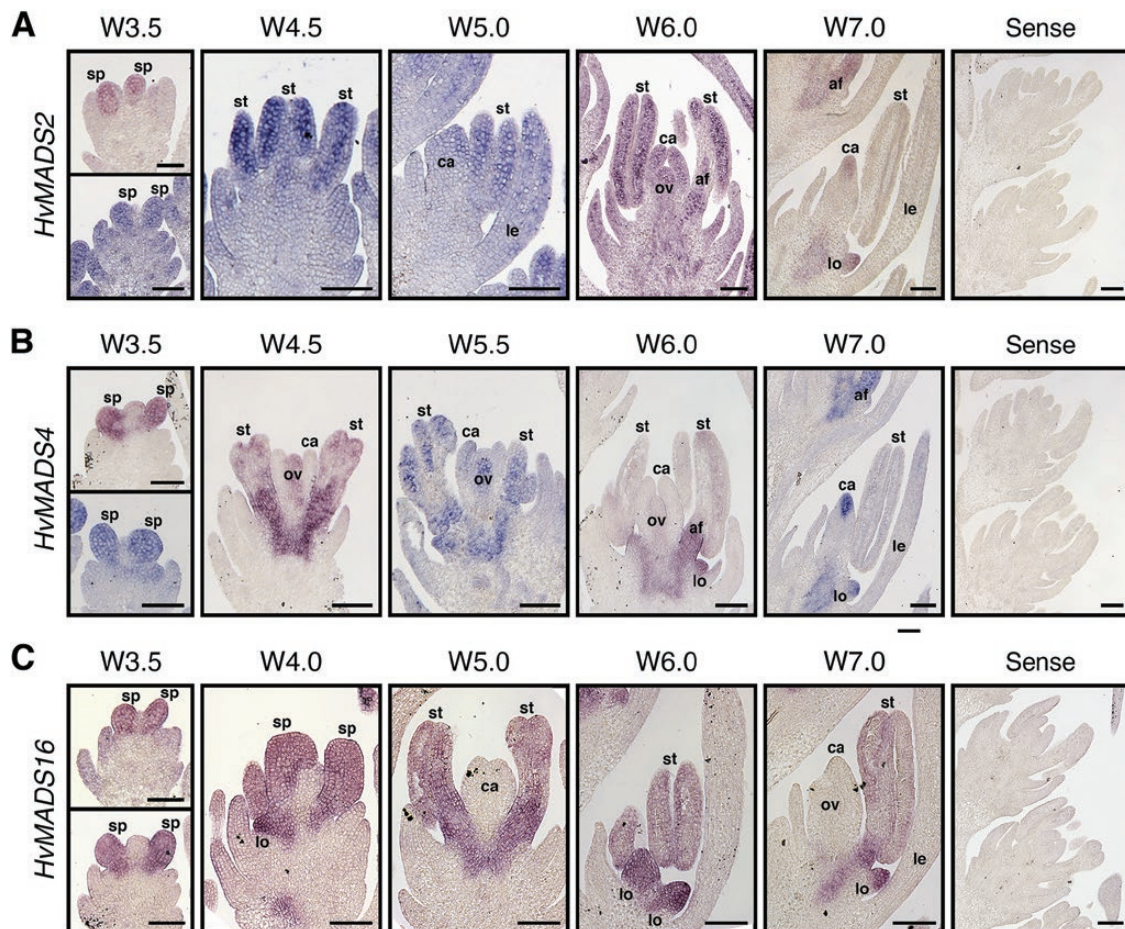 A
W3.5 W4.5 W5.0 W6.0 W7.0 Sense
HvMADS2
sp sp
sp sp
st st st
ca st le
st st ca ov af
af st ca le lo
B
W3.5 W4.5 W5.5 W6.0 W7.0 Sense
HvMADS4
sp sp
sp sp
st ca st ov
st ca st ov
st st ca ov af lo
af st ca le lo
C
W3.5 W4.0 W5.0 W6.0 W7.0 Sense
HvMADS16
sp sp
sp sp
sp sp lo
st st ca
st lo lo
st ca ov le lo